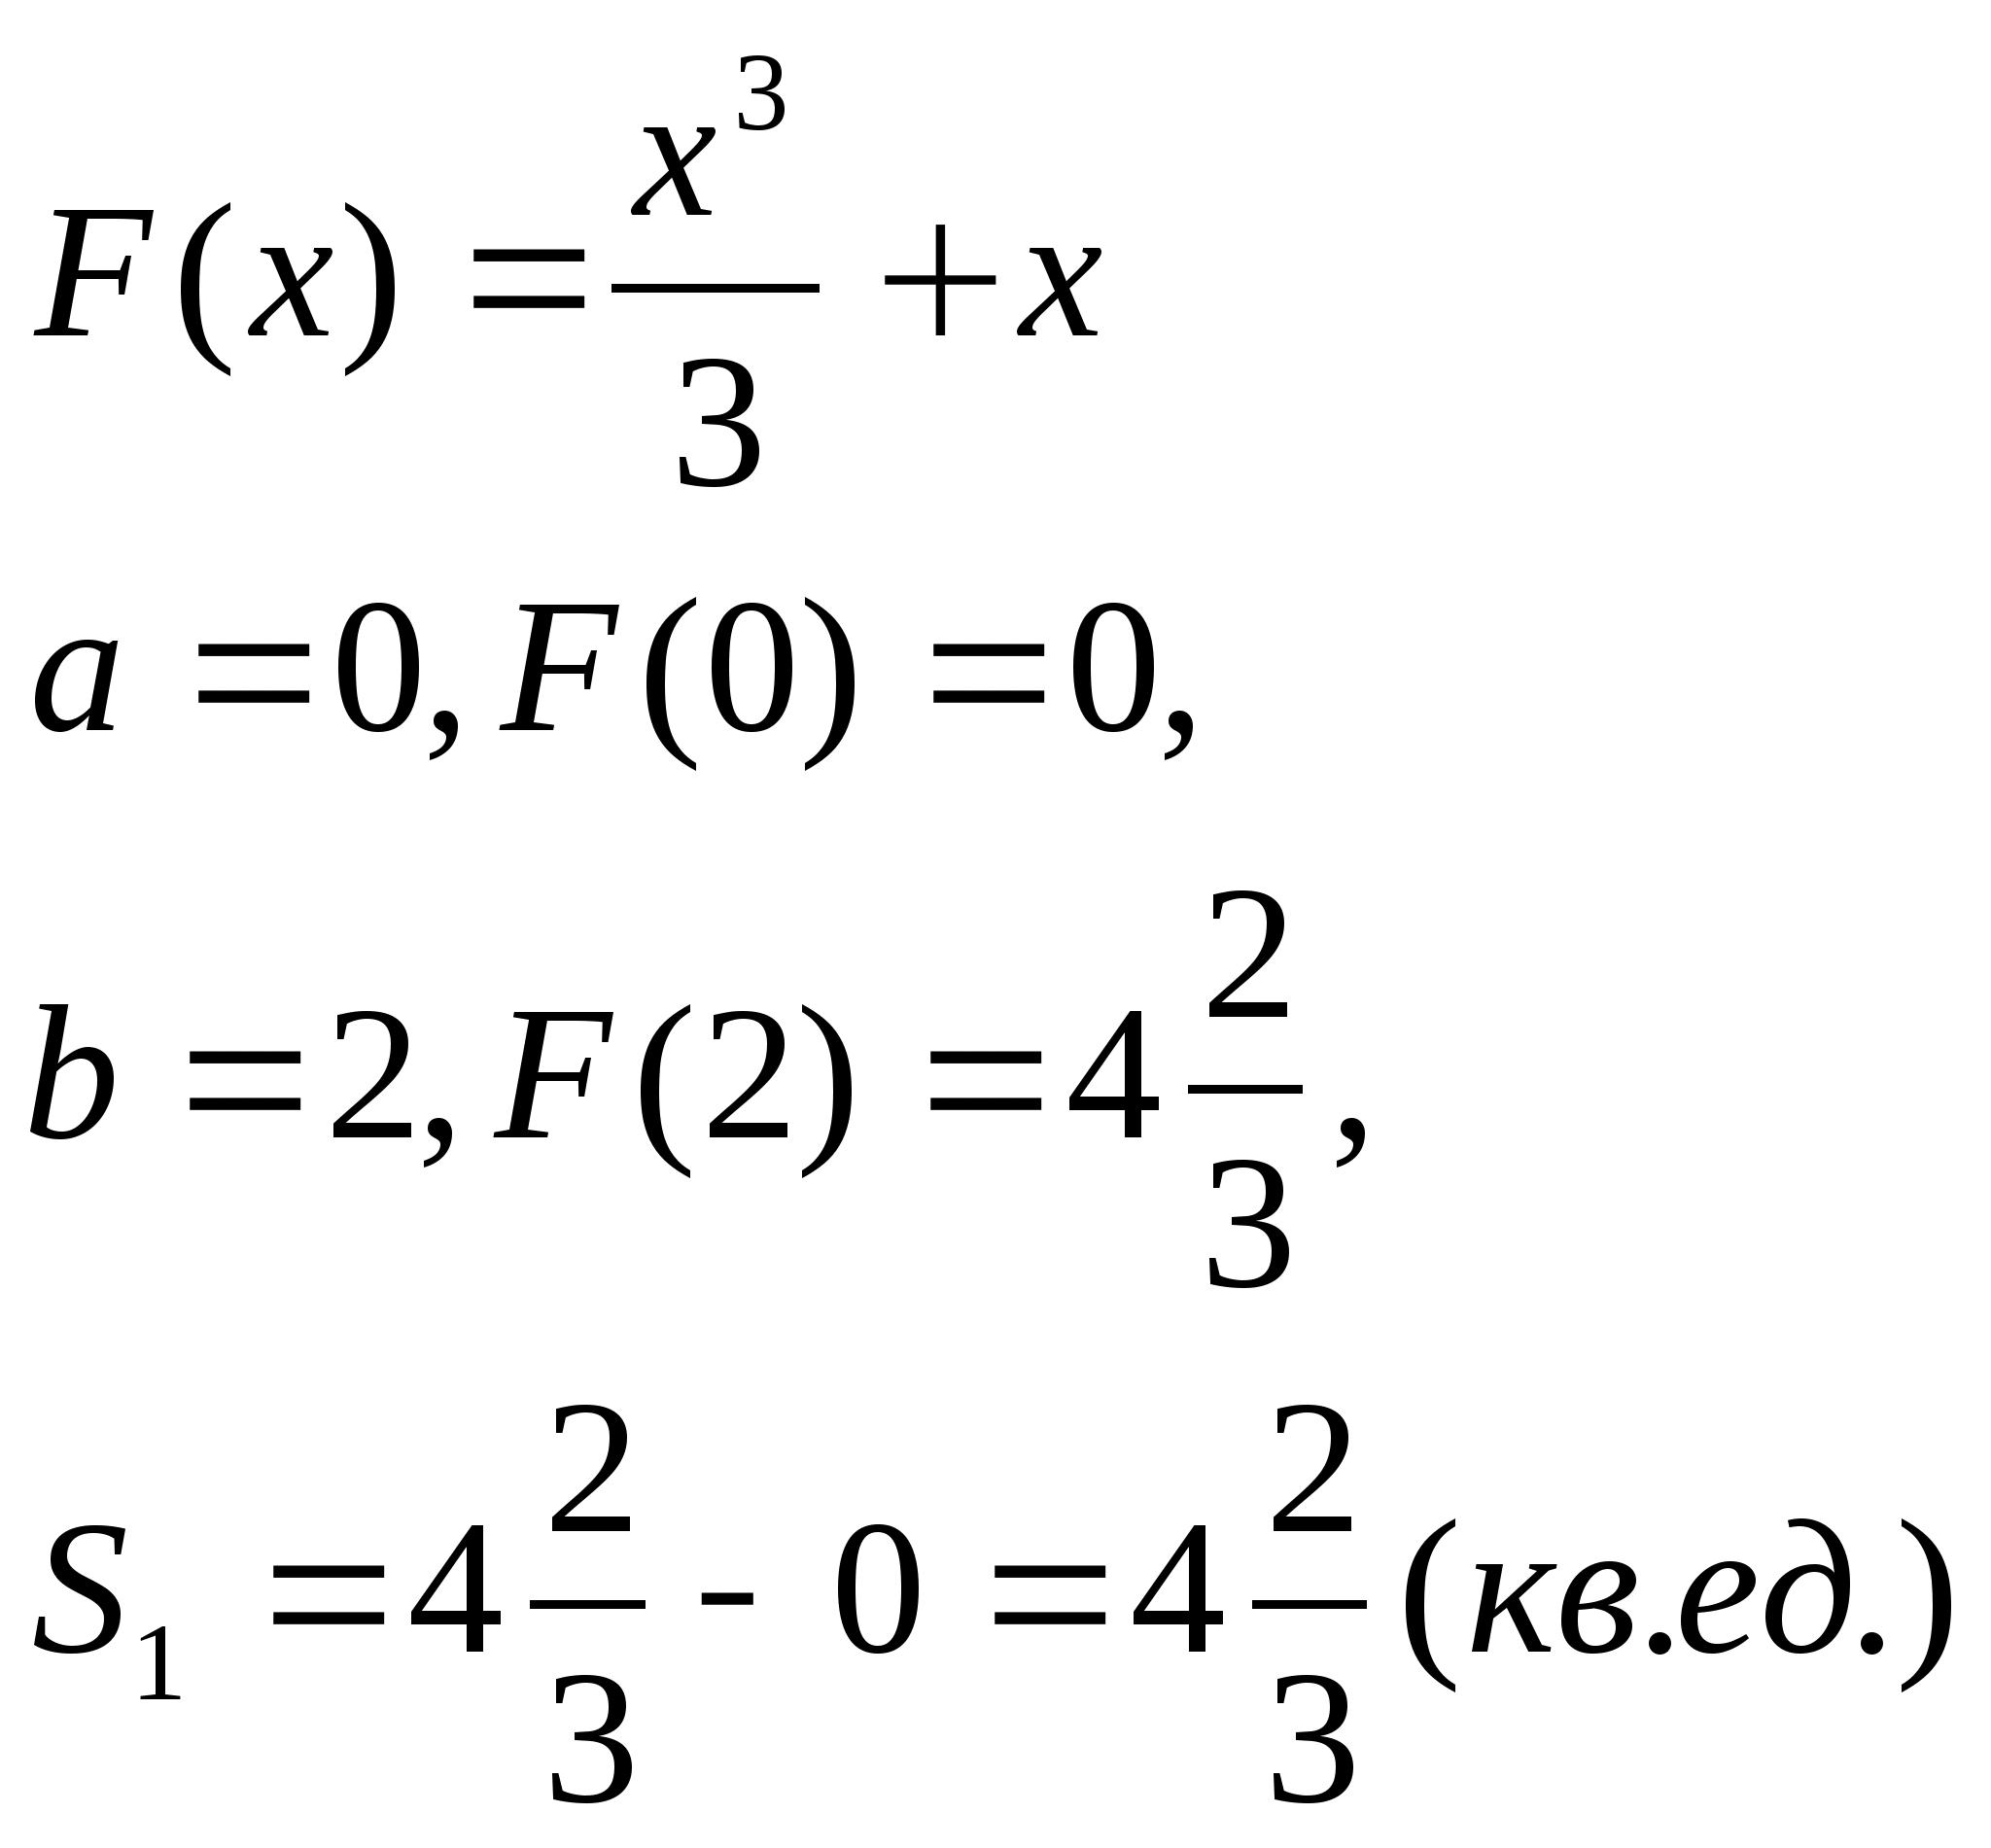 F(x) = x³/3 + x
a = 0, F(0) = 0,
b = 2, F(2) = 4 2/3,
S₁ = 4 2/3 - 0 = 4 2/3 (кв.ед.)